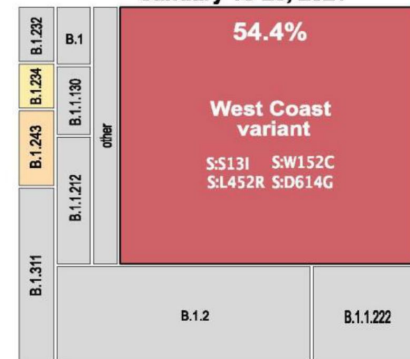 B.1.232
B.1
54.4%
B.1.234
B.1.1.130
West Coast
variant
B.1.243
other
S:S13I S:W152C
S:L452R S:D614G
B.1.1.212
B.1.311
B.1.2
B.1.1.222